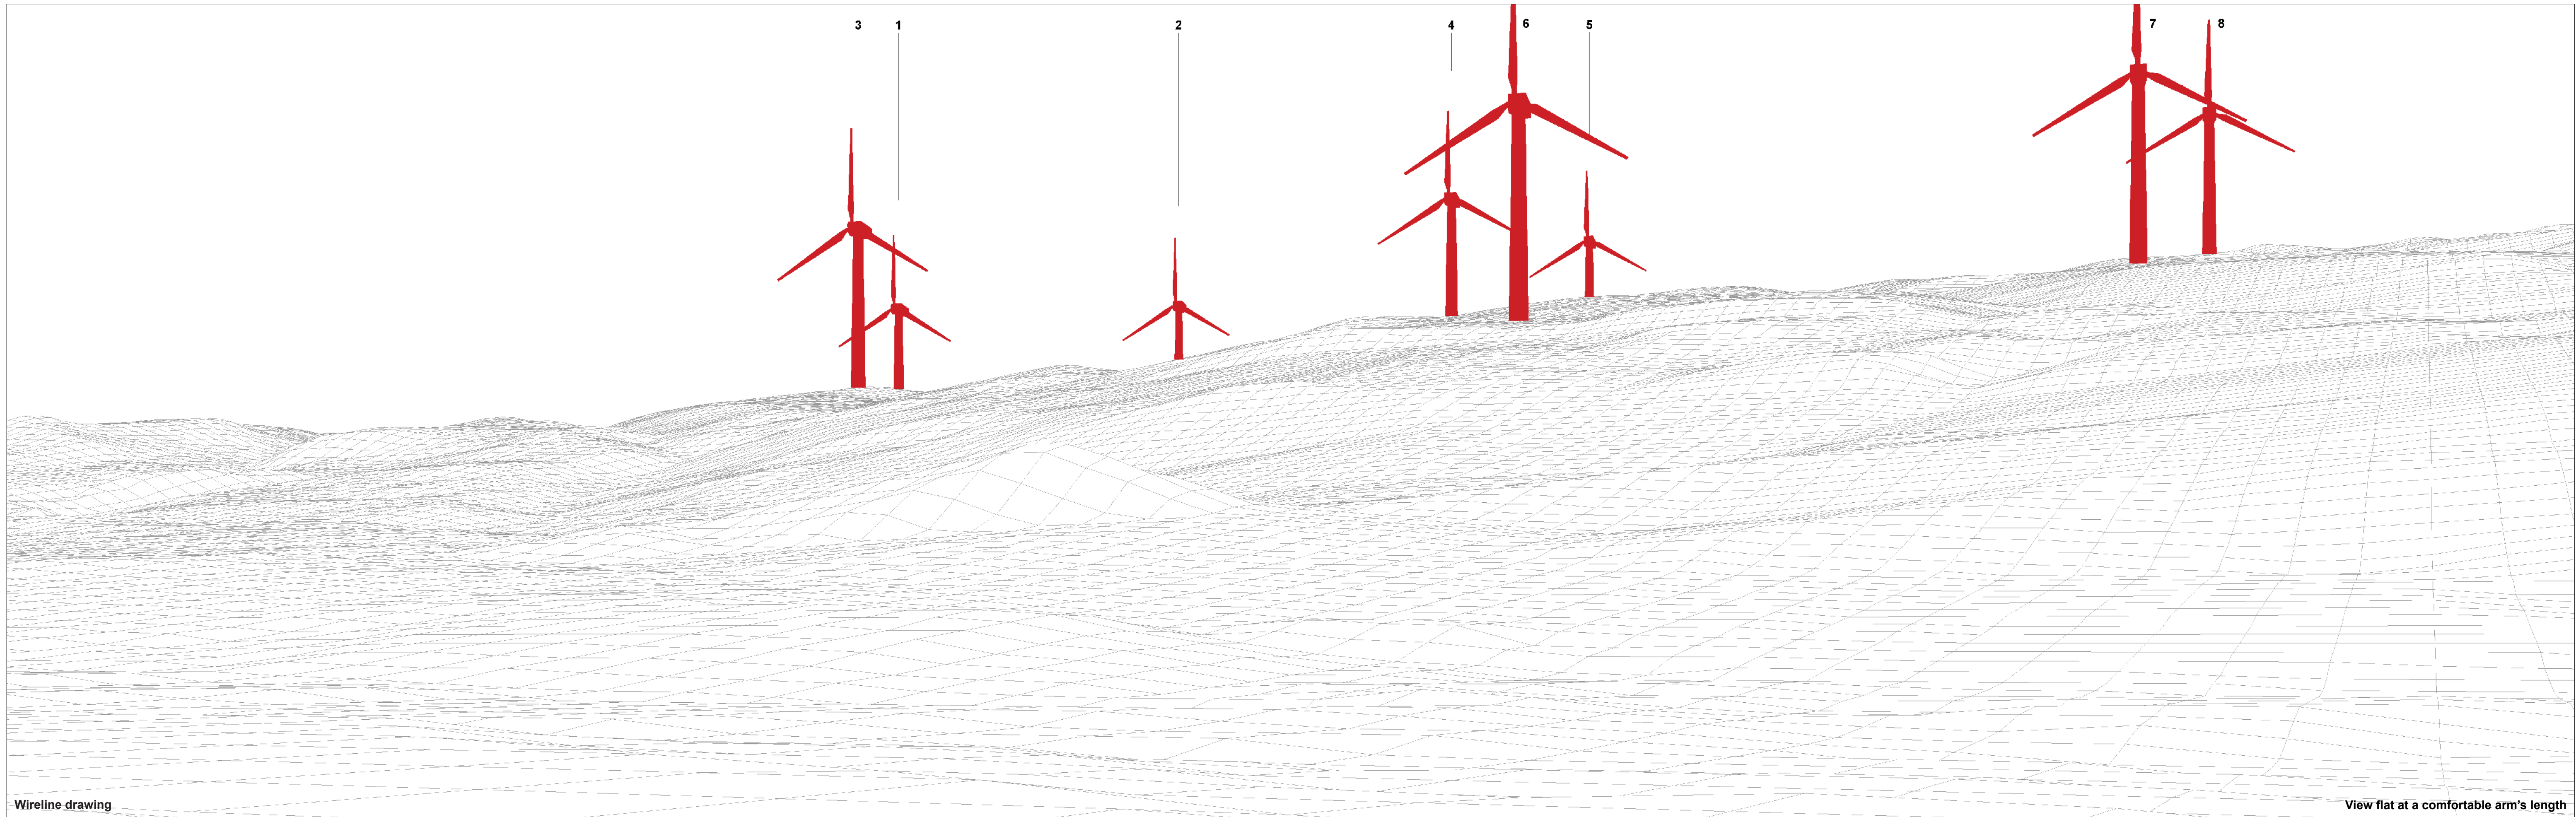 3 1 2 4 6 5 7 8
Wireline drawing
View flat at a comfortable arm's length